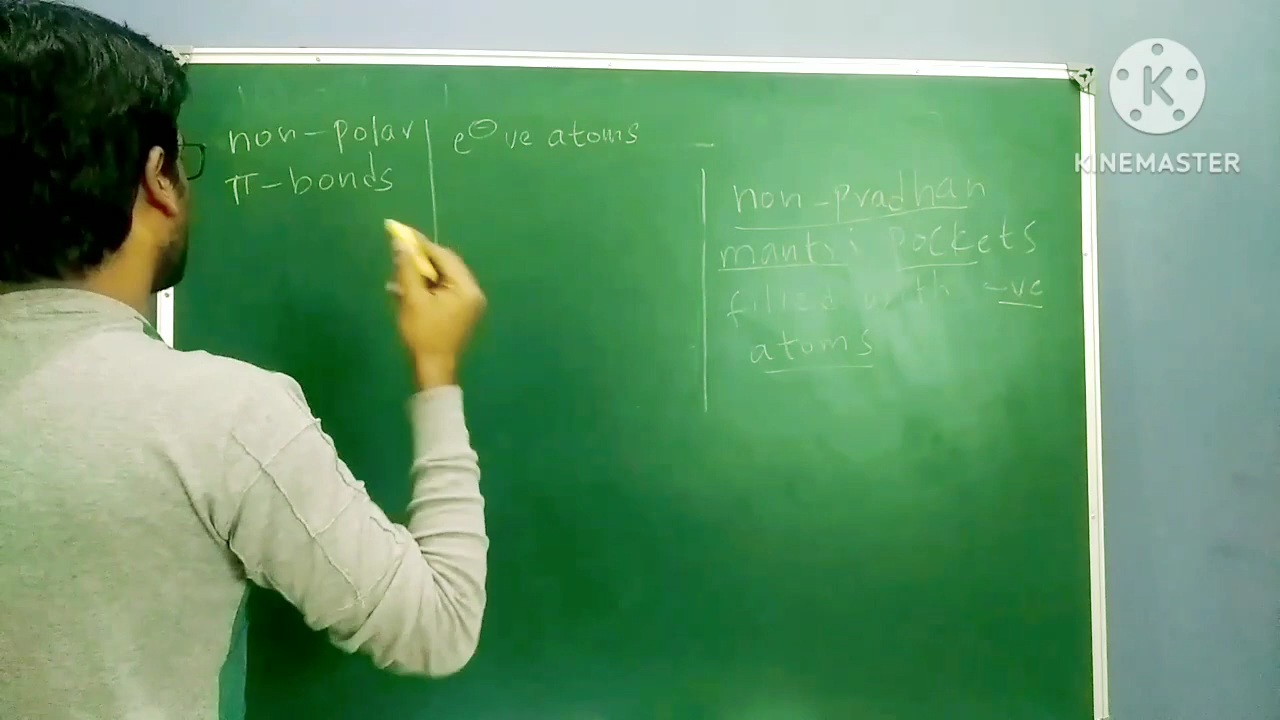 non-polar
π-bonds
e⊖ve atoms
non-pradhan
mantri pockets
filled with -ve
atoms
K
KINEMASTER